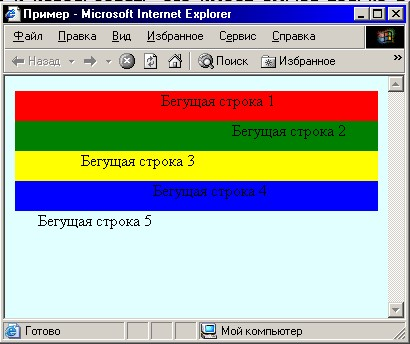 Пример - Microsoft Internet Explorer
Файл Правка Вид Избранное Сервис Справка
Назад Поиск Избранное »
Бегущая строка 1
Бегущая строка 2
Бегущая строка 3
Бегущая строка 4
Бегущая строка 5
Готово Мой компьютер